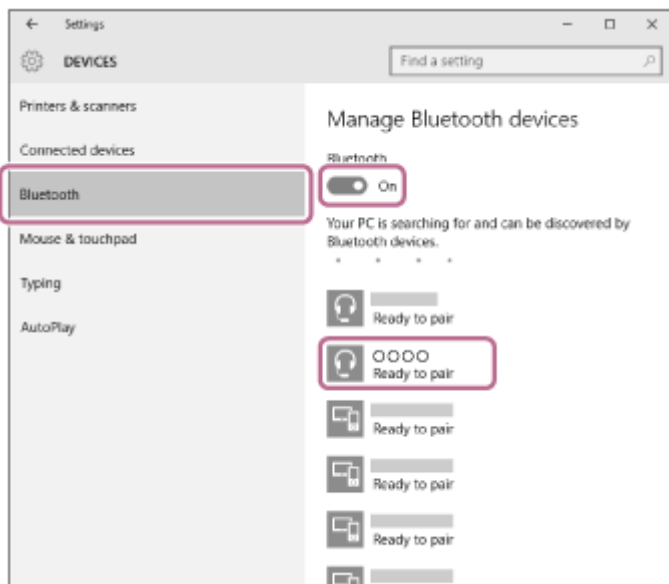 Settings
DEVICES
Find a setting
Printers & scanners
Connected devices
Bluetooth
Mouse & touchpad
Typing
AutoPlay
Manage Bluetooth devices
Bluetooth
On
Your PC is searching for and can be discovered by
Bluetooth devices.
Ready to pair
OOOO
Ready to pair
Ready to pair
Ready to pair
Ready to pair